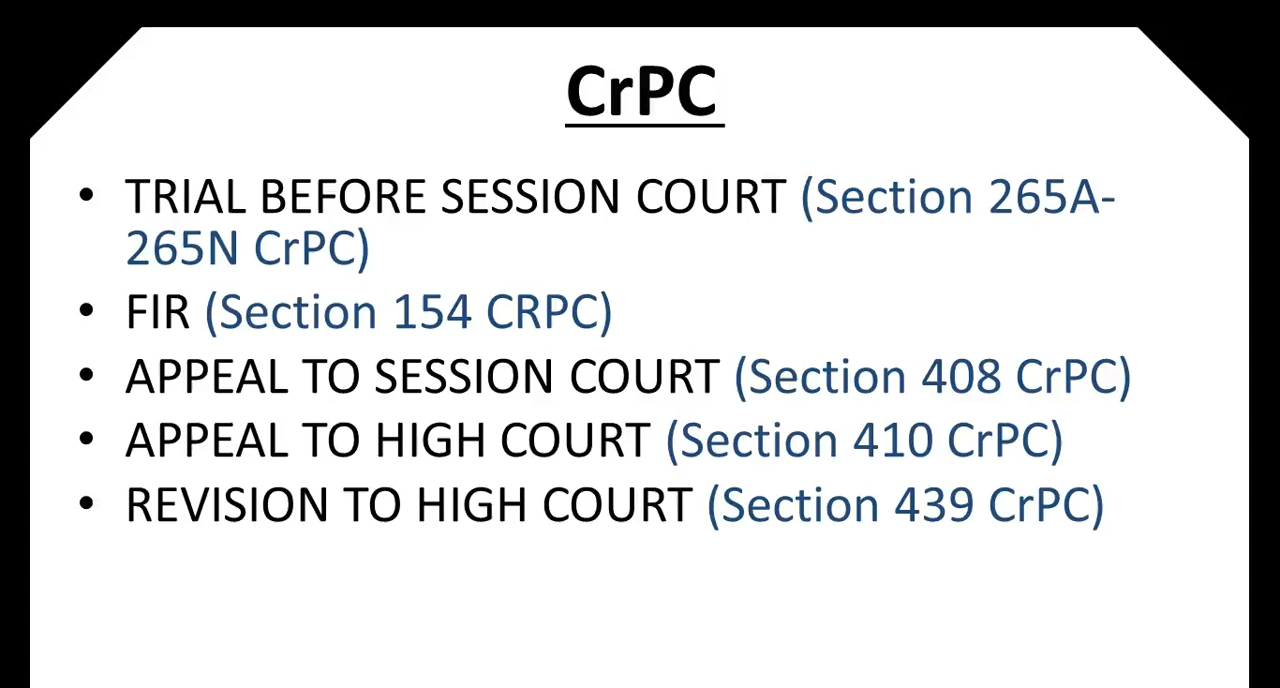 CrPC
• TRIAL BEFORE SESSION COURT (Section 265A-
265N CrPC)
• FIR (Section 154 CRPC)
• APPEAL TO SESSION COURT (Section 408 CrPC)
• APPEAL TO HIGH COURT (Section 410 CrPC)
• REVISION TO HIGH COURT (Section 439 CrPC)